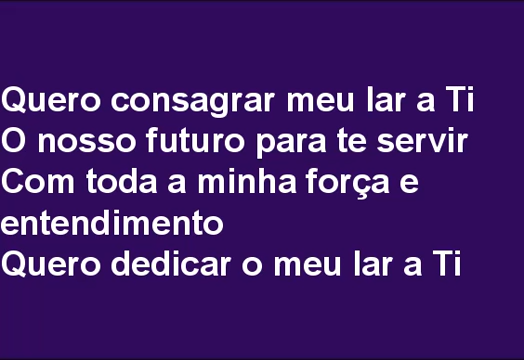 Quero consagrar meu lar a Ti
O nosso futuro para te servir
Com toda a minha força e
entendimento
Quero dedicar o meu lar a Ti